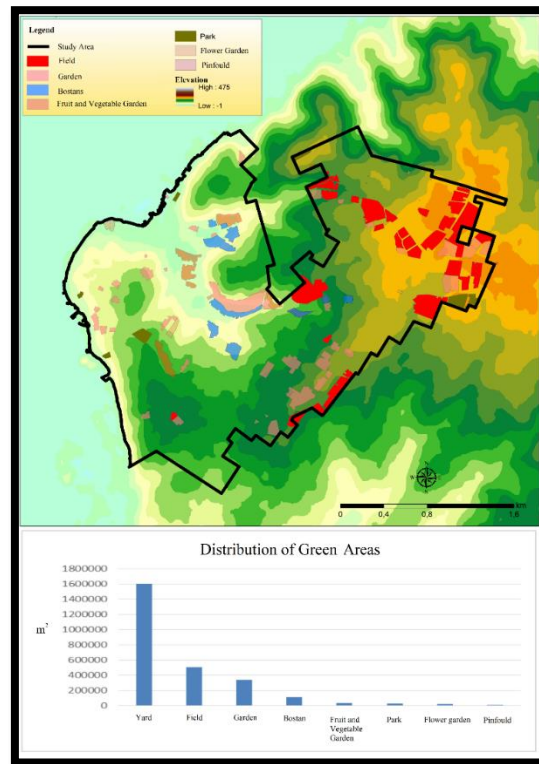 Legend
Study Area
Field
Garden
Bostans
Fruit and Vegetable Garden
Park
Flower Garden
Pinfould
Elevation
High : 475
Low : -1
N
W
E
S
km
0 0,4 0,8 1,6
Distribution of Green Areas
m²
1800000
1600000
1400000
1200000
1000000
800000
600000
400000
200000
0
Yard Field Garden Bostan Fruit and Vegetable Garden Park Flower garden Pinfould